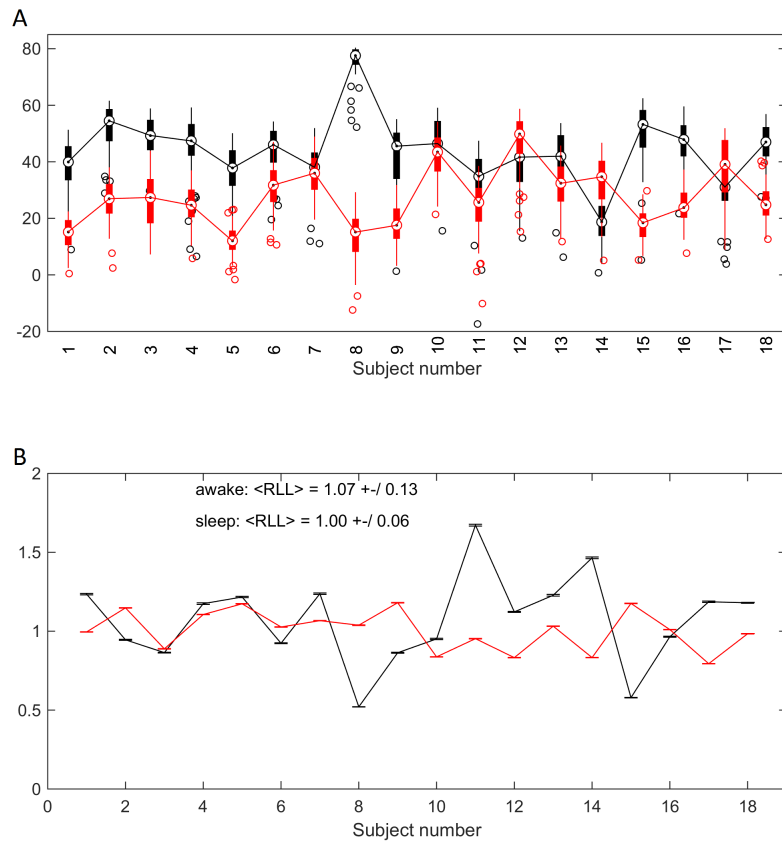 A
80
60
40
20
0
-20
1 2 3 4 5 6 7 8 9 10 11 12 13 14 15 16 17 18
Subject number
B
2
awake: <RLL> = 1.07 +-/ 0.13
sleep: <RLL> = 1.00 +-/ 0.06
1.5
1
0.5
0
0 2 4 6 8 10 12 14 16 18
Subject number